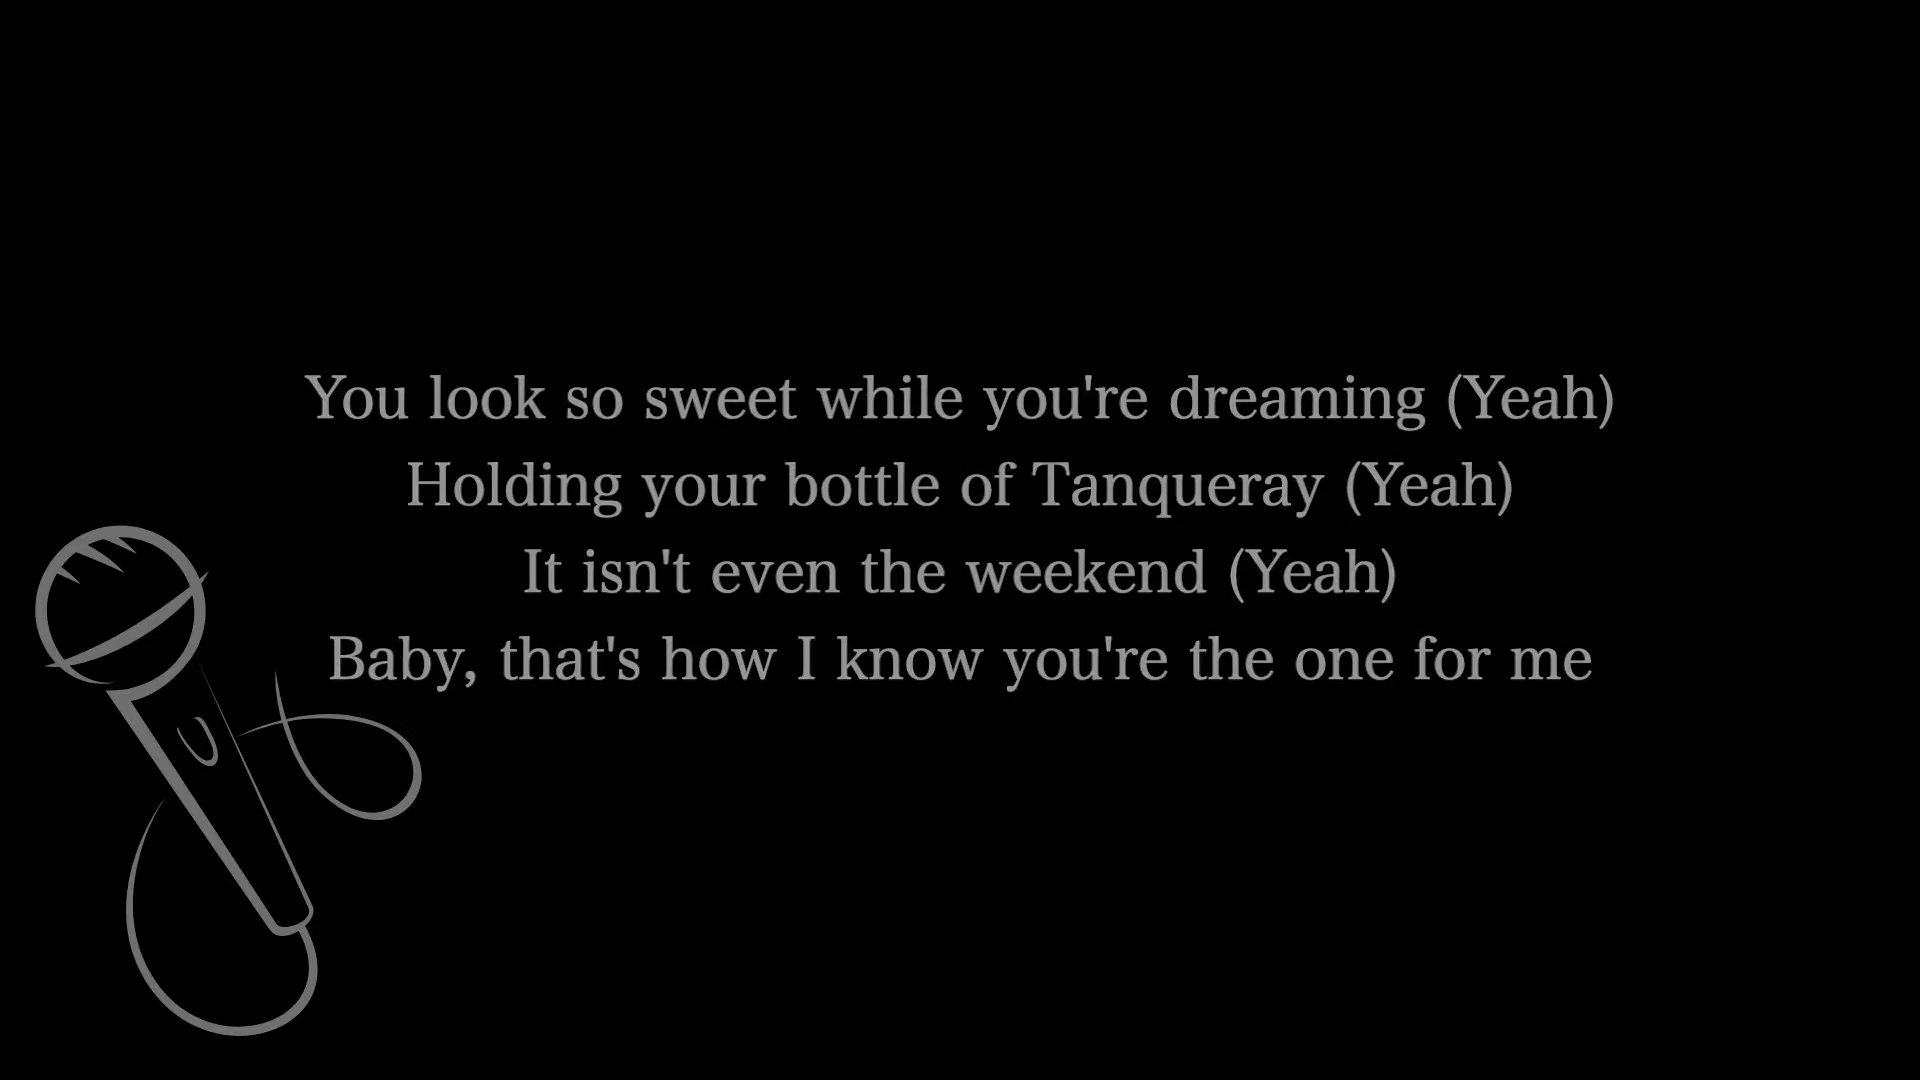 You look so sweet while you're dreaming (Yeah)
Holding your bottle of Tanqueray (Yeah)
It isn't even the weekend (Yeah)
Baby, that's how I know you're the one for me